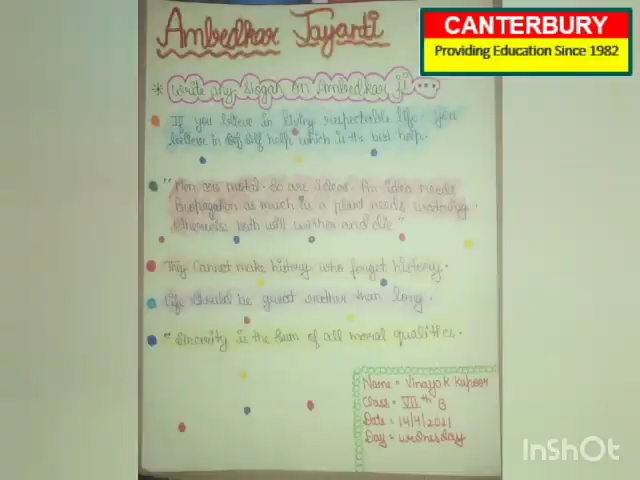 Ambedkar Jayanti
CANTERBURY
Providing Education Since 1982
* Write any slogan on Ambedkar ji ...
If you believe in living respectable life. you
believe in self help which is the best help.
"Men are mortal. So are ideas. An idea needs
Propagation as much as a plant needs watering.
Otherwise both will wither and die"
They Cannot make history who forget history.
Life should be great rather than long.
"Sincerity is the sum of all moral qualities.
Name = Vinayak Kapoor
Class = VII th B
Date = 14/4/2021
Day = Wednesday
InShOt